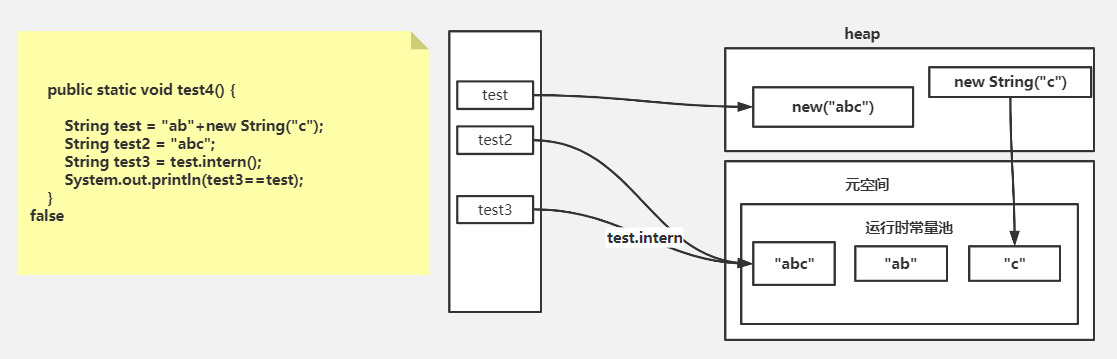 public static void test4() {
String test = "ab"+new String("c");
String test2 = "abc";
String test3 = test.intern();
System.out.println(test3==test);
}
false
test
test2
test3
test.intern
heap
new String("c")
new("abc")
元空间
运行时常量池
"abc"
"ab"
"c"